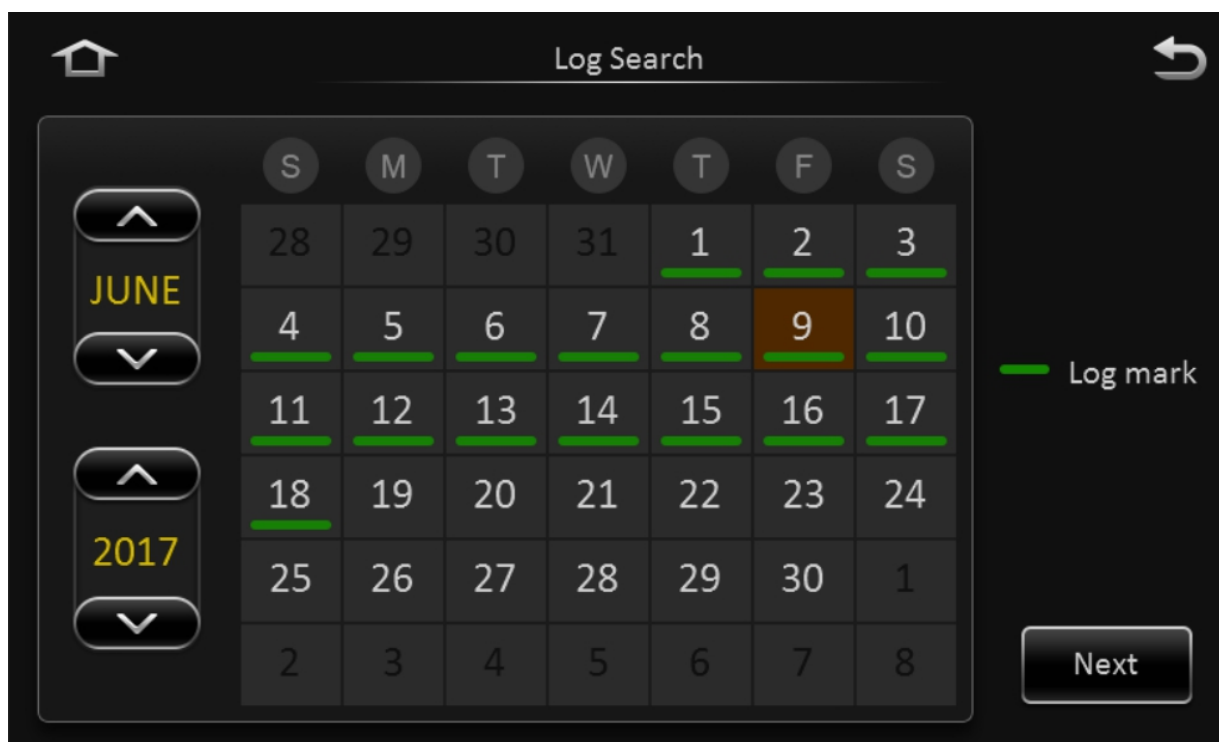 Log Search
S M T W T F S
28 29 30 31 1 2 3
JUNE
4 5 6 7 8 9 10
Log mark
11 12 13 14 15 16 17
18 19 20 21 22 23 24
2017
25 26 27 28 29 30 1
2 3 4 5 6 7 8
Next